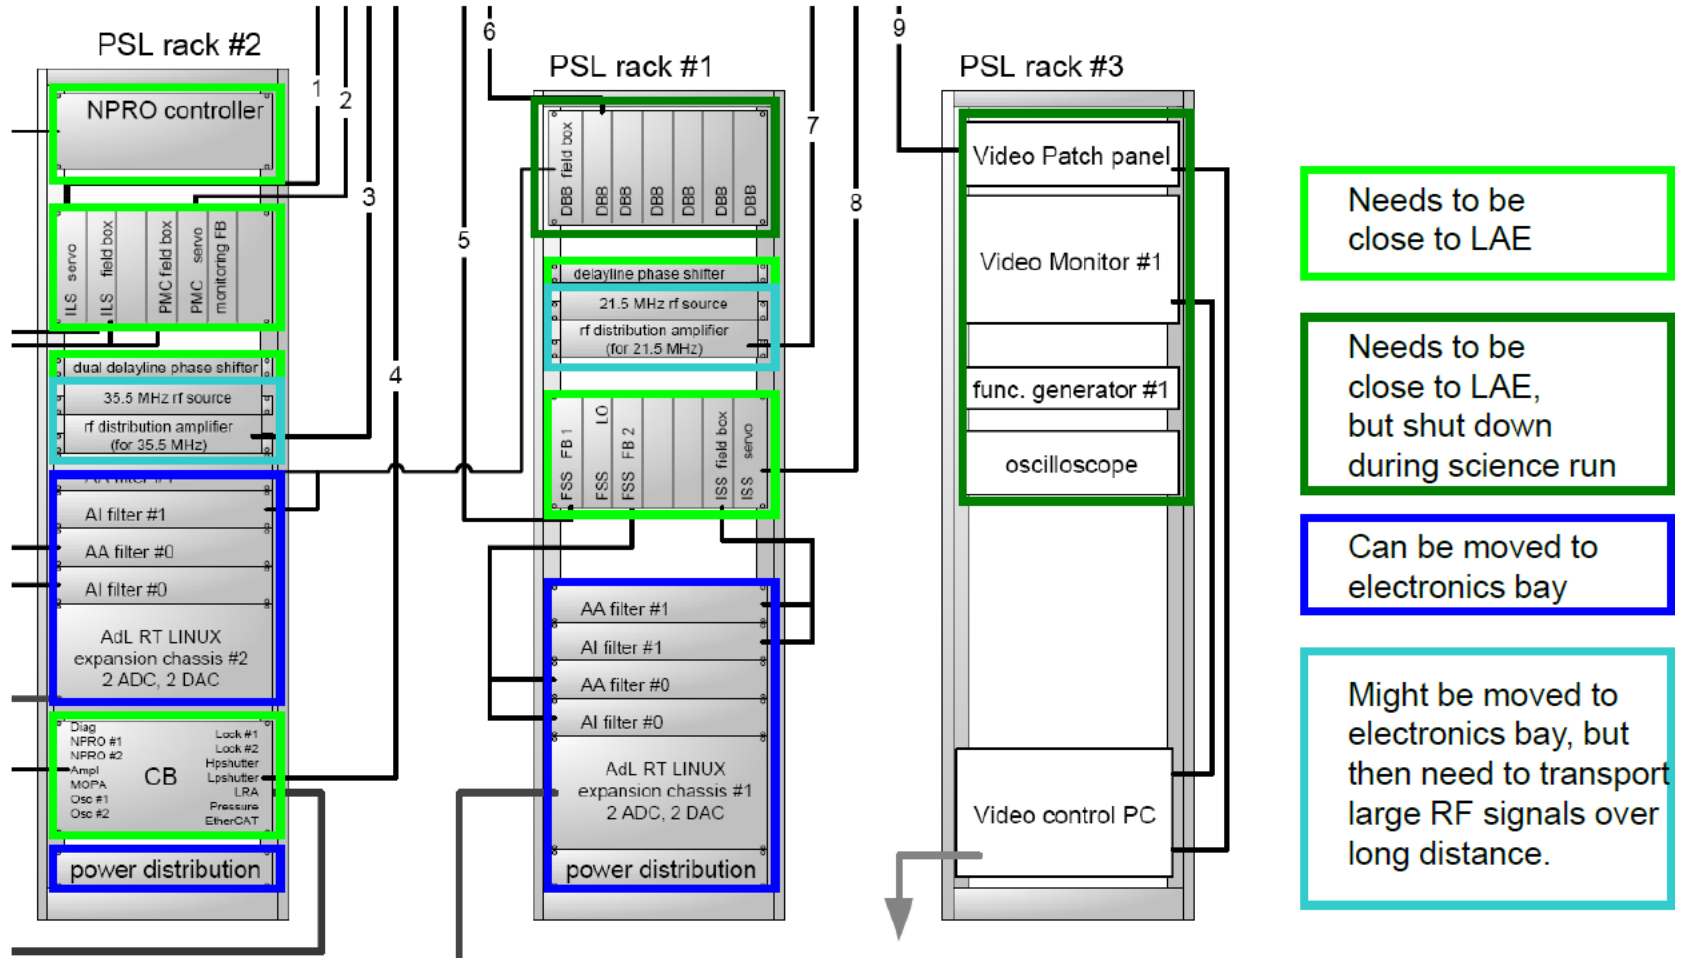 PSL rack #2
NPRO controller
ILS servo
ILS field box
PMC field box
PMC servo
monitoring FB
dual delayline phase shifter
35.5 MHz rf source
rf distribution amplifier
(for 35.5 MHz)
AI filter #1
AA filter #0
AI filter #0
AdL RT LINUX
expansion chassis #2
2 ADC, 2 DAC
Diag
NPRO #1
NPRO #2
Ampl
MOPA
Osc #1
Osc #2
CB
Lock #1
Lock #2
Hpshutter
Lpshutter
LRA
Pressure
EtherCAT
power distribution
1
2
3
4
5
6
7
8
9
PSL rack #1
DBB field box
DBB
DBB
DBB
DBB
DBB
DBB
delayline phase shifter
21.5 MHz rf source
rf distribution amplifier
(for 21.5 MHz)
FSS FB 1
FSS LO
FSS FB 2
ISS field box
ISS servo
AA filter #1
AI filter #1
AA filter #0
AI filter #0
AdL RT LINUX
expansion chassis #1
2 ADC, 2 DAC
power distribution
PSL rack #3
Video Patch panel
Video Monitor #1
func. generator #1
oscilloscope
Video control PC
Needs to be
close to LAE
Needs to be
close to LAE,
but shut down
during science run
Can be moved to
electronics bay
Might be moved to
electronics bay, but
then need to transport
large RF signals over
long distance.